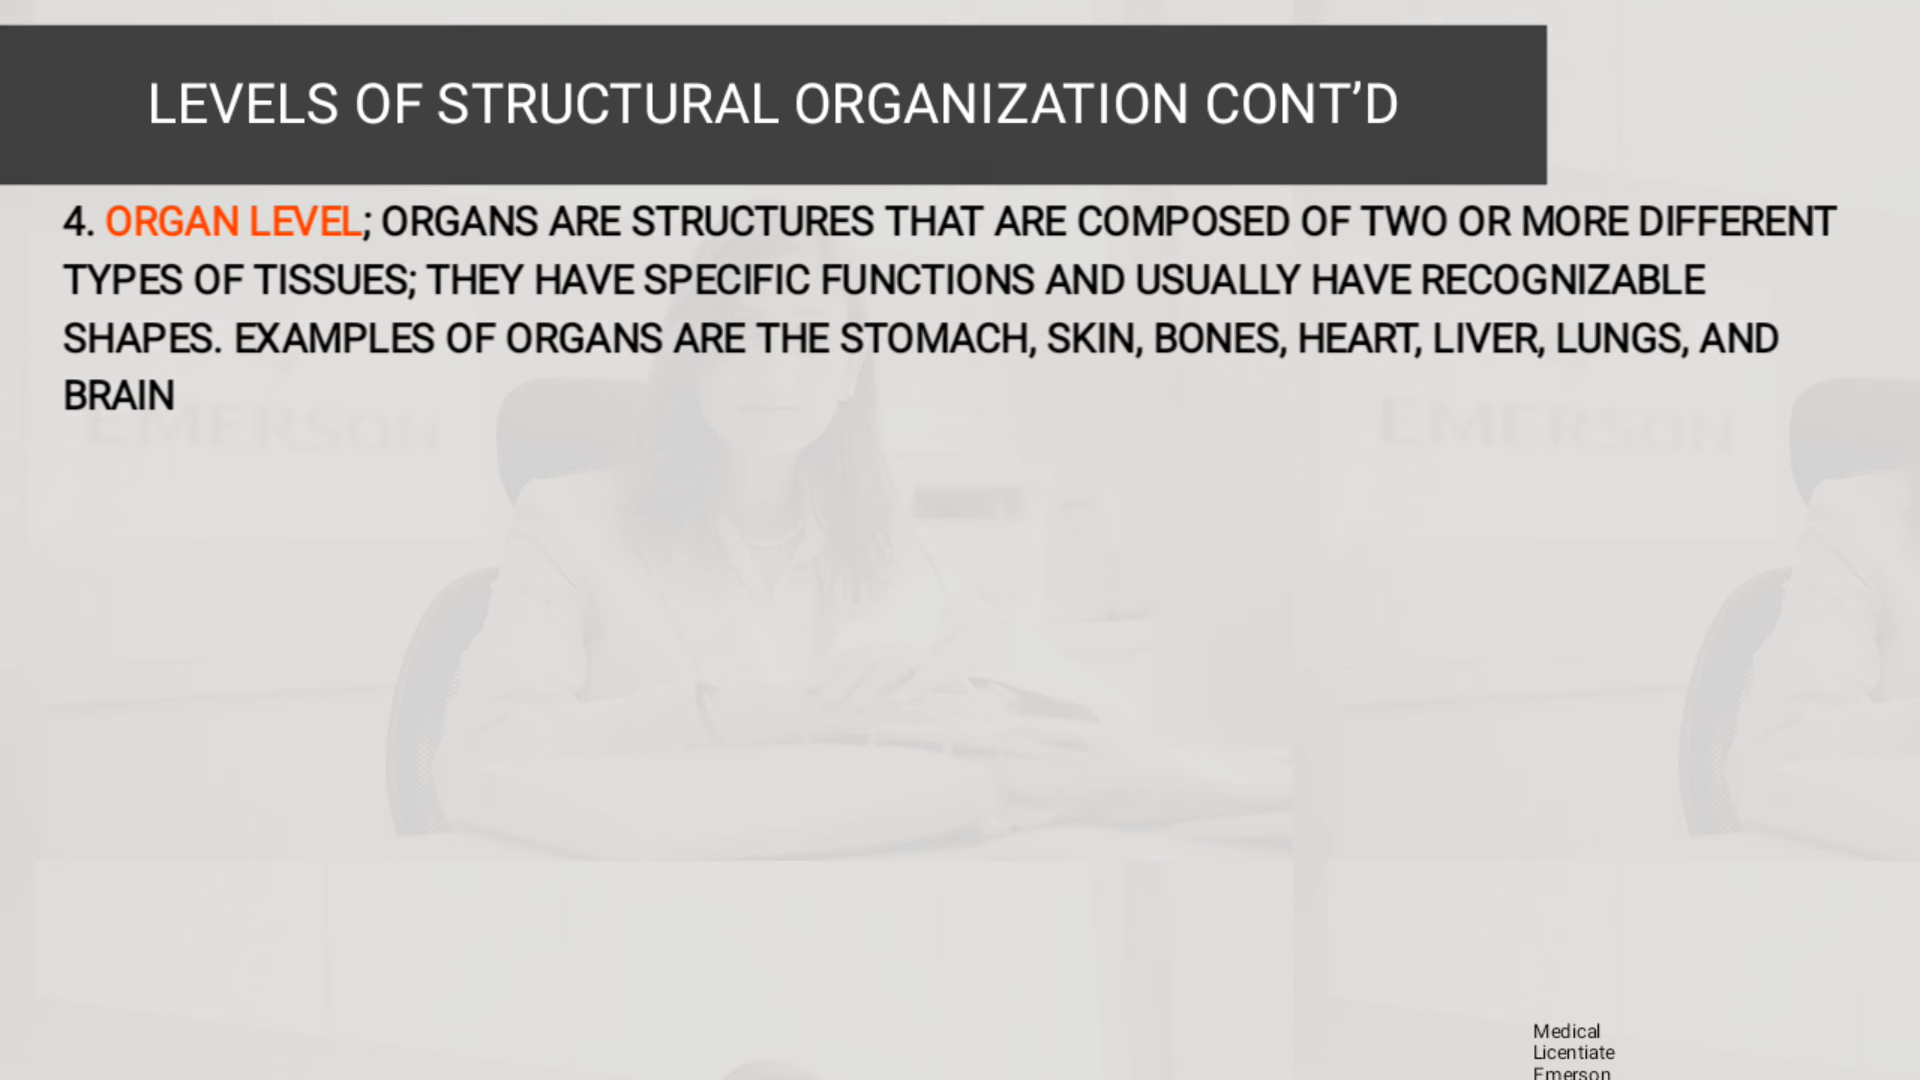 LEVELS OF STRUCTURAL ORGANIZATION CONT’D
4. ORGAN LEVEL; ORGANS ARE STRUCTURES THAT ARE COMPOSED OF TWO OR MORE DIFFERENT
TYPES OF TISSUES; THEY HAVE SPECIFIC FUNCTIONS AND USUALLY HAVE RECOGNIZABLE
SHAPES. EXAMPLES OF ORGANS ARE THE STOMACH, SKIN, BONES, HEART, LIVER, LUNGS, AND
BRAIN
EMERSON
EMERSON
Medical
Licentiate
Emerson